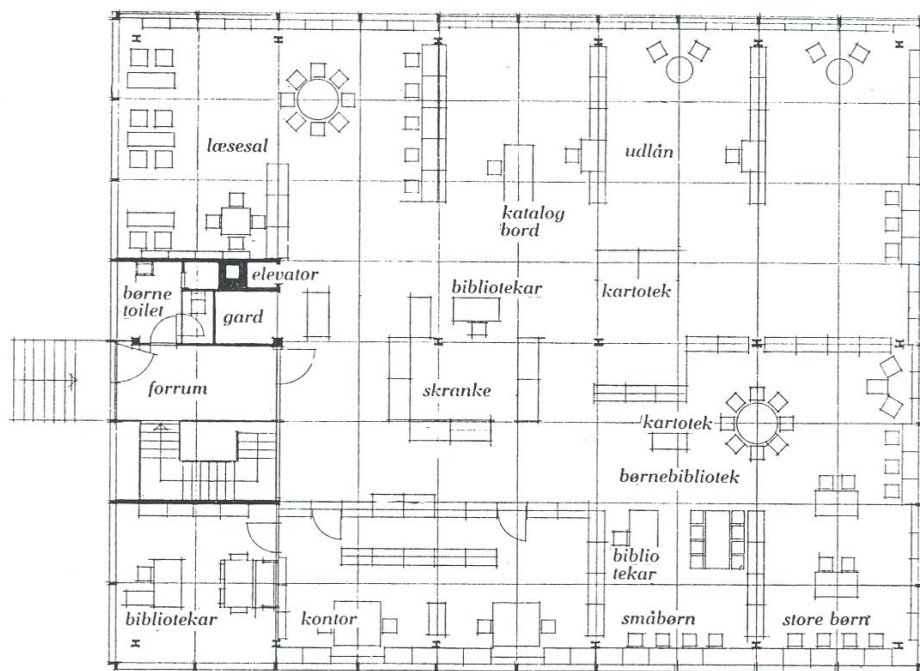 læsesal
udlån
katalog
bord
elevator
børne
toilet
gard
bibliotekar
kartotek
forrum
skranke
kartotek
børnebibliotek
biblio
tekar
bibliotekar
kontor
småbørn
store børn